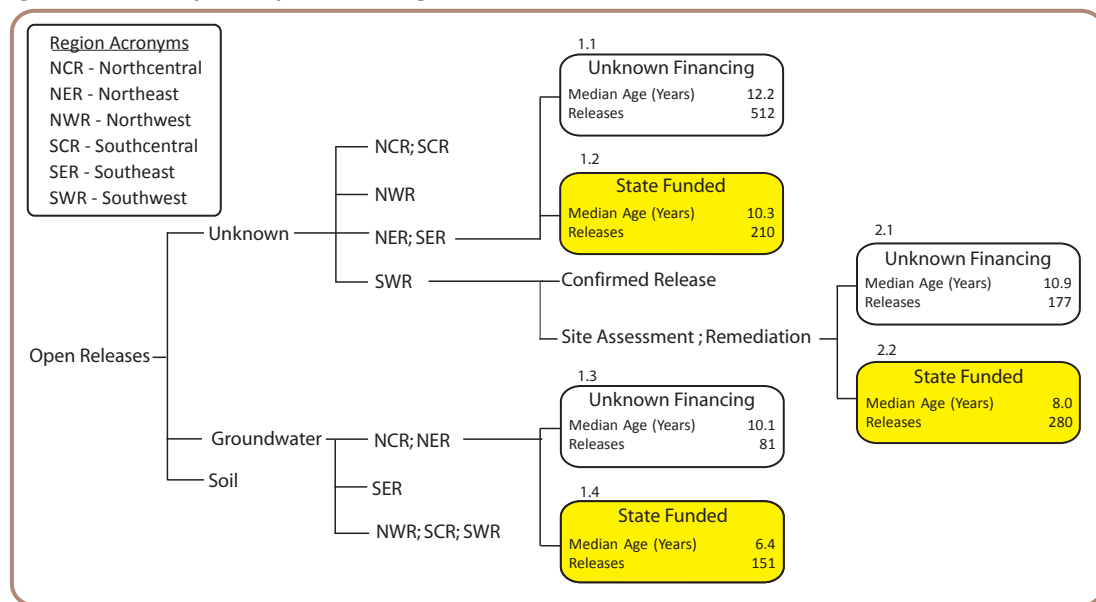 Region Acronyms
NCR - Northcentral
NER - Northeast
NWR - Northwest
SCR - Southcentral
SER - Southeast
SWR - Southwest
Open Releases
Unknown
NCR; SCR
NWR
NER; SER
SWR
1.1
Unknown Financing
Median Age (Years) 12.2
Releases 512
1.2
State Funded
Median Age (Years) 10.3
Releases 210
Confirmed Release
Site Assessment ; Remediation
2.1
Unknown Financing
Median Age (Years) 10.9
Releases 177
2.2
State Funded
Median Age (Years) 8.0
Releases 280
Groundwater
NCR; NER
SER
NWR; SCR; SWR
1.3
Unknown Financing
Median Age (Years) 10.1
Releases 81
1.4
State Funded
Median Age (Years) 6.4
Releases 151
Soil